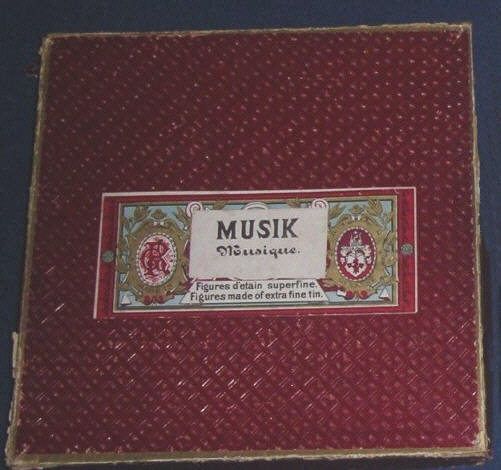 MUSIK
Musique.
Figures d'etain superfine.
Figures made of extra fine tin.